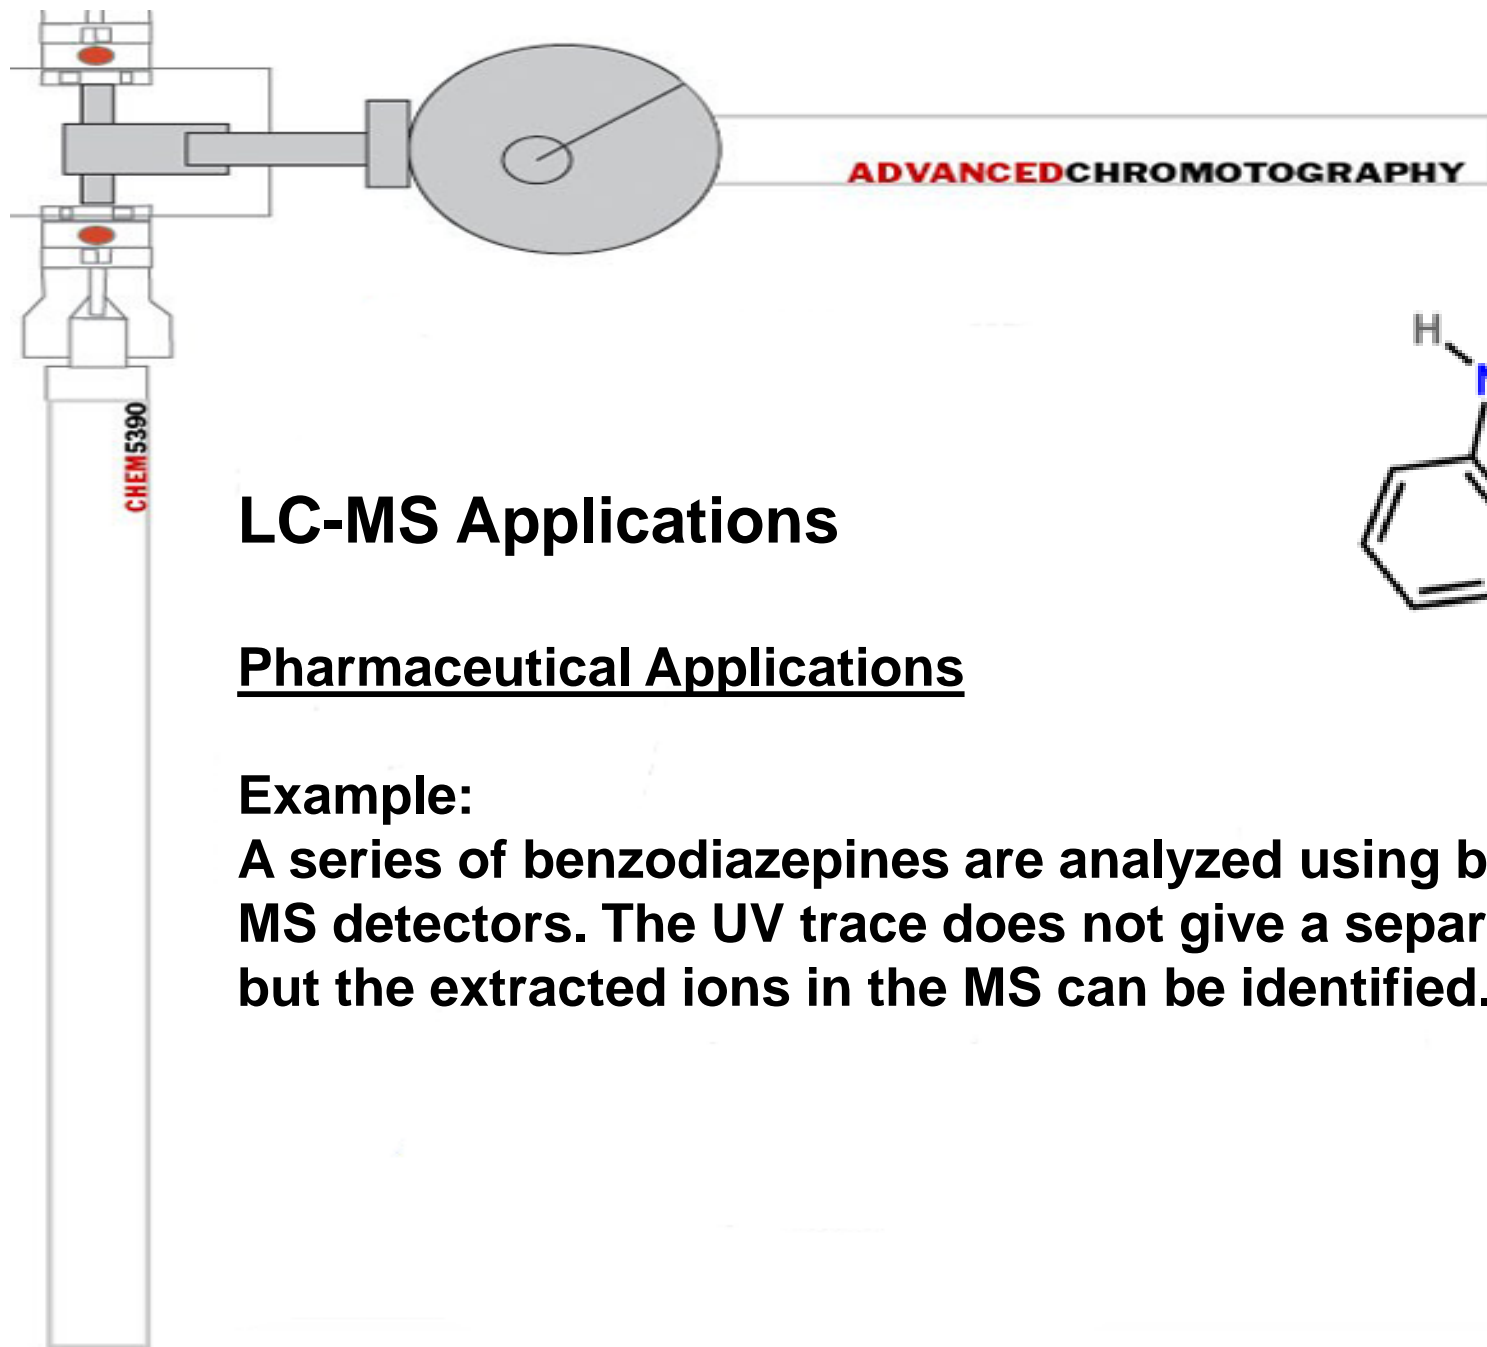 ADVANCEDCHROMOTOGRAPHY
H
CHEM5390
LC-MS Applications
Pharmaceutical Applications
Example:
A series of benzodiazepines are analyzed using
MS detectors. The UV trace does not give a
but the extracted ions in the MS can be identified.